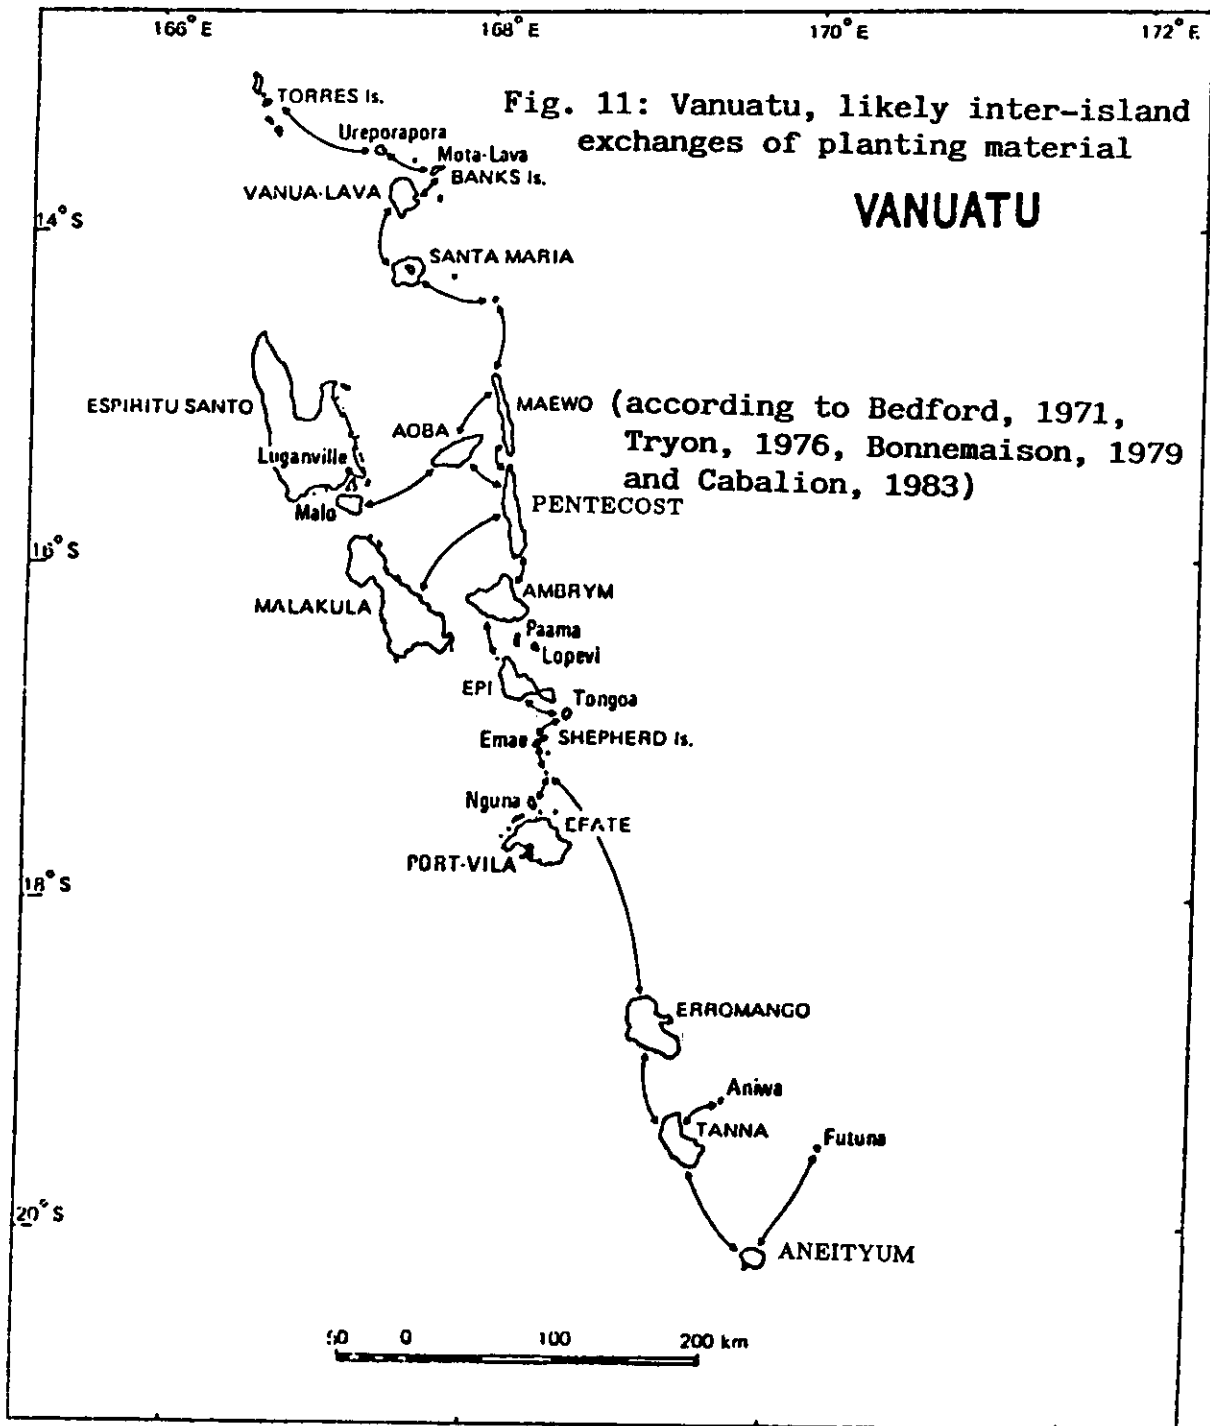 166°E 168°E 170°E 172°E
TORRES Is.
Fig. 11: Vanuatu, likely inter-island
exchanges of planting material
Ureporapora
Mota-Lava
BANKS Is.
VANUA-LAVA
VANUATU
14°S
SANTA MARIA
ESPIRITU SANTO
MAEWO
(according to Bedford, 1971,
Tryon, 1976, Bonnemaison, 1979
and Cabalion, 1983)
AOBA
Luganville
Malo
PENTECOST
16°S
AMBRYM
MALAKULA
Paama
Lopevi
EPI
Tongoa
Emae
SHEPHERD Is.
Nguna
EFATE
PORT-VILA
18°S
ERROMANGO
Aniwa
TANNA
Futuna
20°S
ANEITYUM
50 0 100 200 km